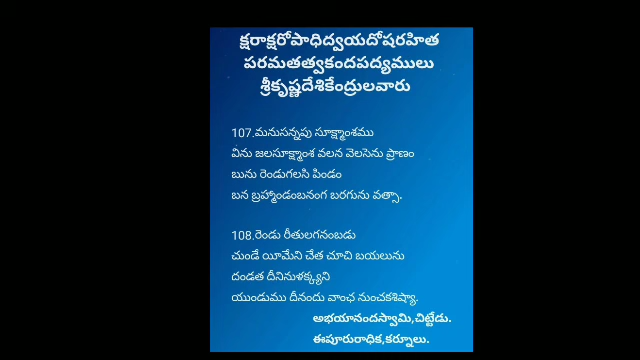 క్షరాక్షరోపాధిద్వయదోషరహిత
పరమతత్వకందపద్యములు
శ్రీకృష్ణదేశికేంద్రులవారు
107.మనుసన్నపు సూక్ష్మాంశము
విను జలసూక్ష్మాంశ వలన వెలసెను ప్రాణం
బును రెండుగలసి పిండం
బన బ్రహ్మాండంబనంగ బరగును వత్సా.
108.రెండు రీతులగనంబడు
చుండే యీమేని చేత చూచి బయలును
దండత దీనినుళక్క్యని
యుండుము దీనందు వాంఛ నుంచకశిష్యా.
అభయానందస్వామి,చిట్టేడు.
ఈపూరురాధిక,కర్నూలు.